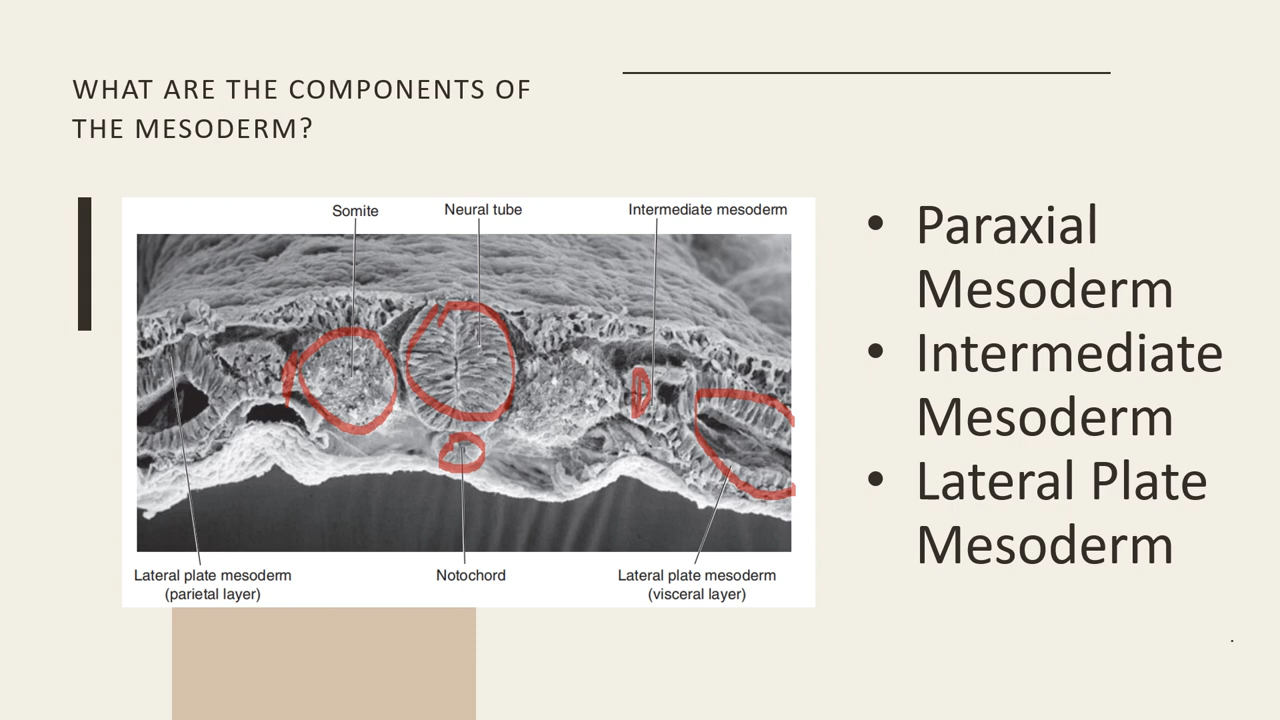 WHAT ARE THE COMPONENTS OF
THE MESODERM?
Somite
Neural tube
Intermediate mesoderm
Lateral plate mesoderm
(parietal layer)
Notochord
Lateral plate mesoderm
(visceral layer)
• Paraxial
Mesoderm
• Intermediate
Mesoderm
• Lateral Plate
Mesoderm
.